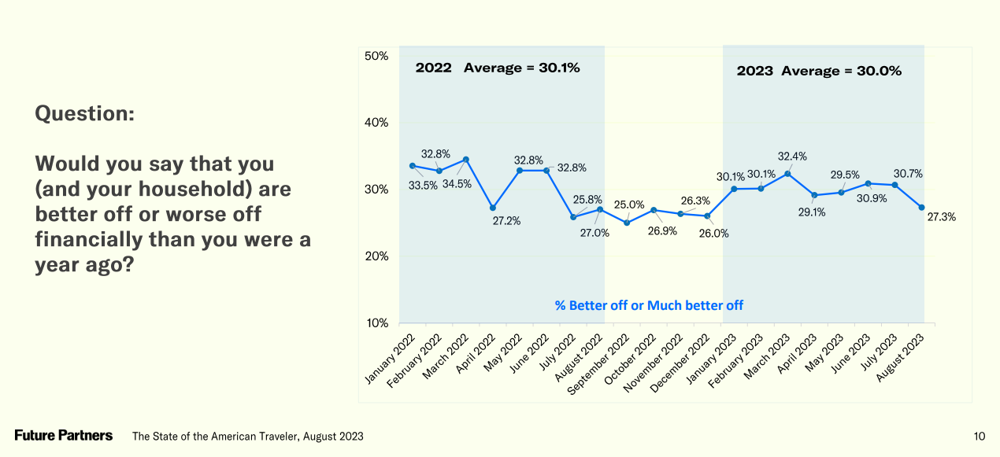 Question:
Would you say that you
(and your household) are
better off or worse off
financially than you were a
year ago?
50%
40%
30%
20%
10%
2022 Average = 30.1%
2023 Average = 30.0%
33.5%
32.8%
34.5%
27.2%
32.8%
32.8%
25.8%
27.0%
25.0%
26.9%
26.3%
26.0%
30.1%
30.1%
32.4%
29.1%
29.5%
30.9%
30.7%
27.3%
% Better off or Much better off
January 2022
February 2022
March 2022
April 2022
May 2022
June 2022
July 2022
August 2022
September 2022
October 2022
November 2022
December 2022
January 2023
February 2023
March 2023
April 2023
May 2023
June 2023
July 2023
August 2023
Future Partners The State of the American Traveler, August 2023
10